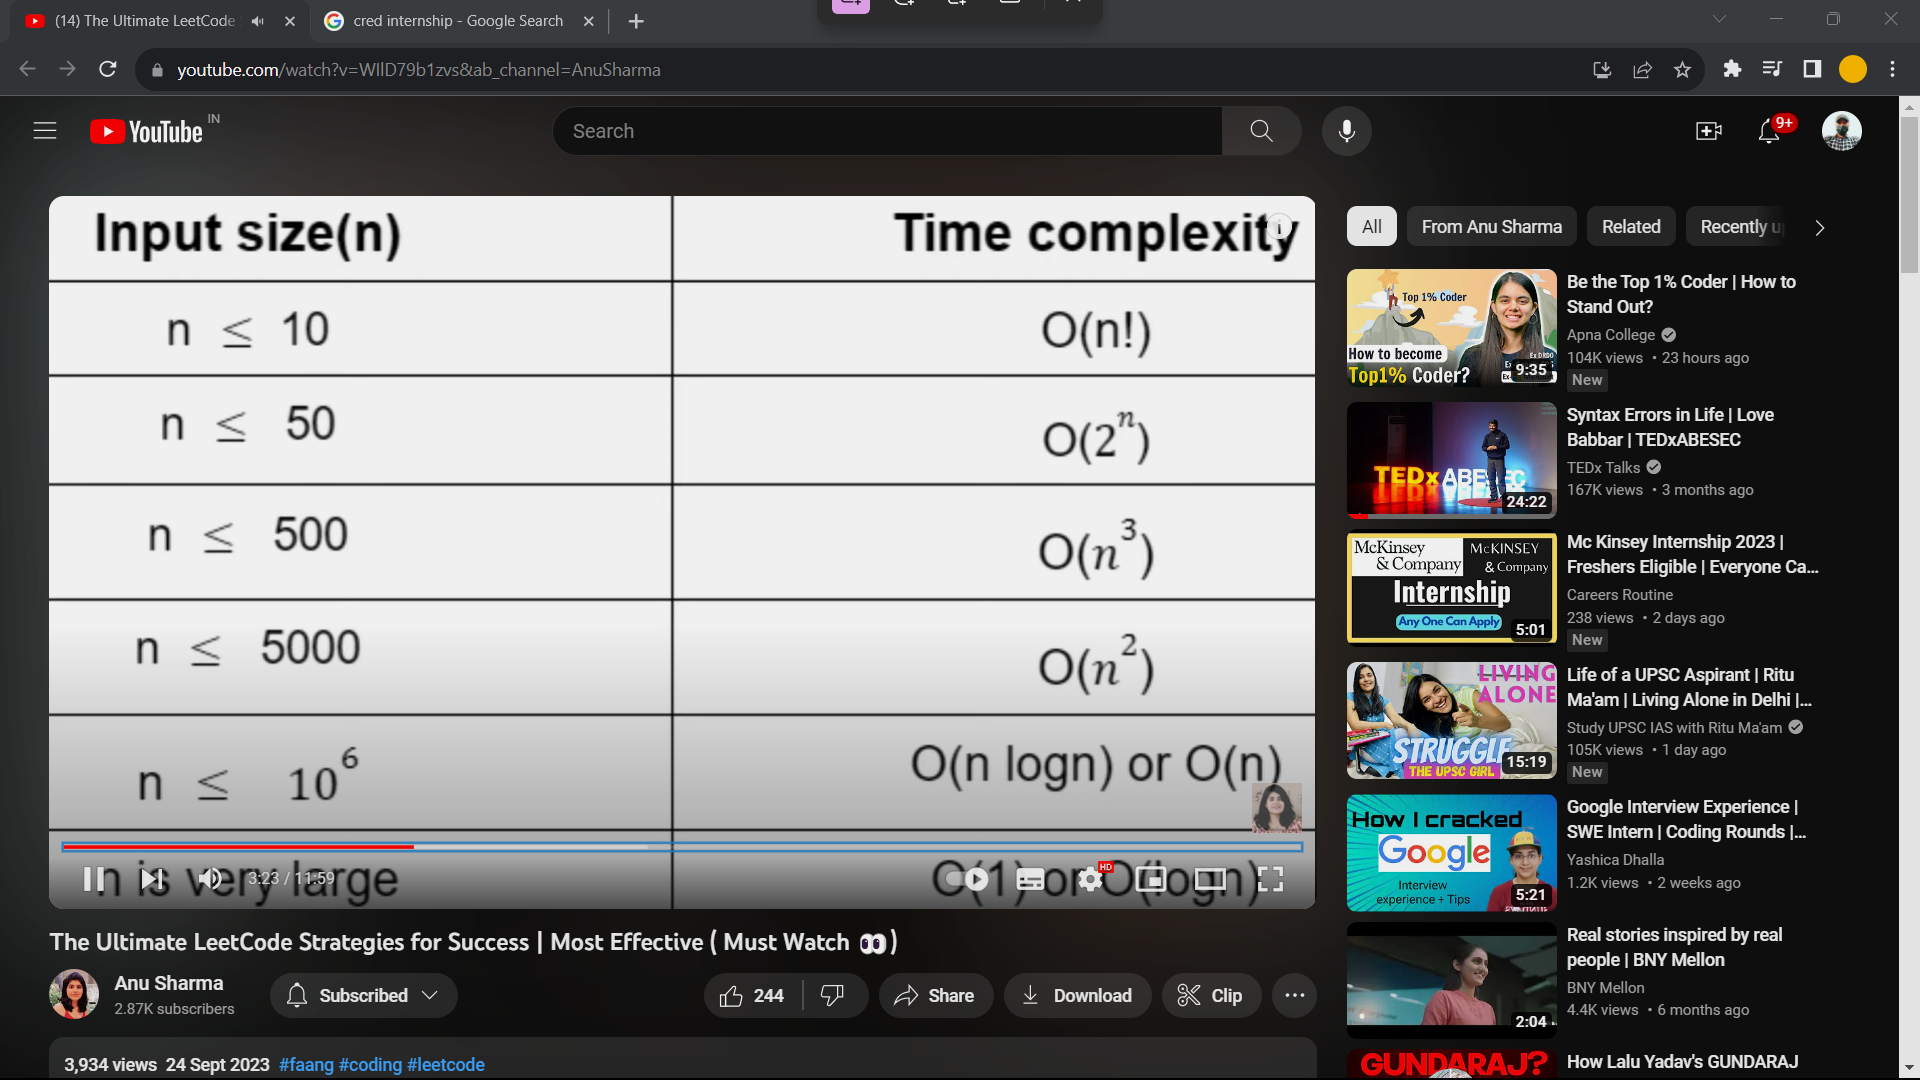 (14) The Ultimate LeetCode
cred internship - Google Search
youtube.com/watch?v=WIlD79b1zvs&ab_channel=AnuSharma
YouTube IN
Search
9+
Input size(n) Time complexity
n ≤ 10 O(n!)
n ≤ 50 O(2ⁿ)
n ≤ 500 O(n³)
n ≤ 5000 O(n²)
n ≤ 10⁶ O(n logn) or O(n)
n is very large O(1) or O(logn)
3:23 / 11:59
HD
The Ultimate LeetCode Strategies for Success | Most Effective ( Must Watch 👀 )
Anu Sharma
2.87K subscribers
Subscribed
244
Share
Download
Clip
3,934 views 24 Sept 2023 #faang #coding #leetcode
All
From Anu Sharma
Related
Recently
Top 1% Coder
How to become
Top1% Coder?
9:35
Be the Top 1% Coder | How to
Stand Out?
Apna College
104K views • 23 hours ago
New
TEDxABESEC
24:22
Syntax Errors in Life | Love
Babbar | TEDxABESEC
TEDx Talks
167K views • 3 months ago
McKinsey
& Company
McKINSEY
& Company
Internship
Any One Can Apply
5:01
Mc Kinsey Internship 2023 |
Freshers Eligible | Everyone Ca...
Careers Routine
238 views • 2 days ago
New
LIVING
ALONE
STRUGGLE
THE UPSC GIRL
15:19
Life of a UPSC Aspirant | Ritu
Ma'am | Living Alone in Delhi |...
Study UPSC IAS with Ritu Ma'am
105K views • 1 day ago
New
How I cracked
Google
Interview
experience + Tips
5:21
Google Interview Experience |
SWE Intern | Coding Rounds |...
Yashica Dhalla
1.2K views • 2 weeks ago
2:04
Real stories inspired by real
people | BNY Mellon
BNY Mellon
4.4K views • 6 months ago
GUNDARAJ?
How Lalu Yadav's GUNDARAJ